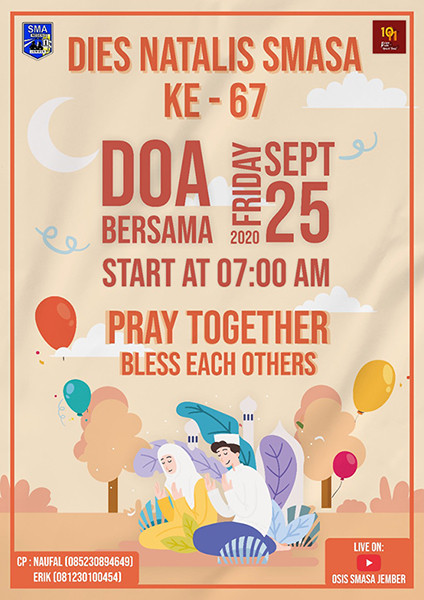 SMA
DIES NATALIS SMASA
KE - 67
DOA
BERSAMA
FRIDAY
2020
SEPT
25
START AT 07:00 AM
PRAY TOGETHER
BLESS EACH OTHERS
CP : NAUFAL (085230894649)
ERIK (081230100454)
LIVE ON:
OSIS SMASA JEMBER